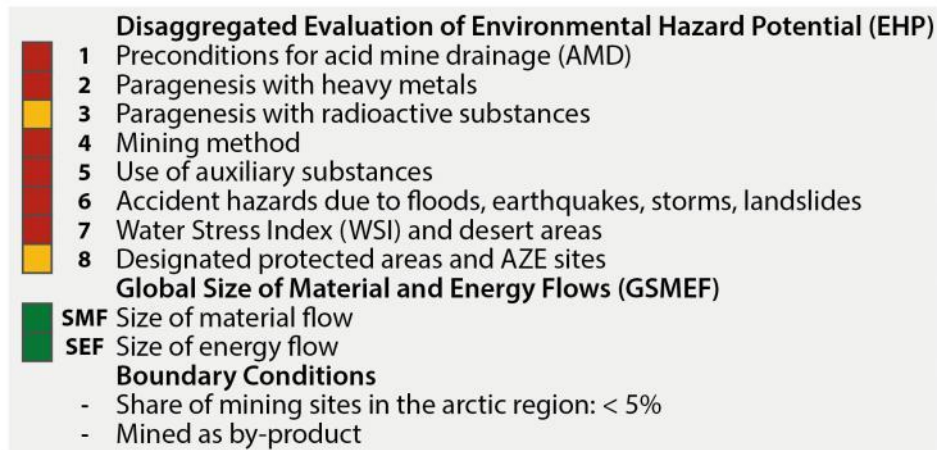 Disaggregated Evaluation of Environmental Hazard Potential (EHP)
1 Preconditions for acid mine drainage (AMD)
2 Paragenesis with heavy metals
3 Paragenesis with radioactive substances
4 Mining method
5 Use of auxiliary substances
6 Accident hazards due to floods, earthquakes, storms, landslides
7 Water Stress Index (WSI) and desert areas
8 Designated protected areas and AZE sites
Global Size of Material and Energy Flows (GSMEF)
SMF Size of material flow
SEF Size of energy flow
Boundary Conditions
- Share of mining sites in the arctic region: < 5%
- Mined as by-product